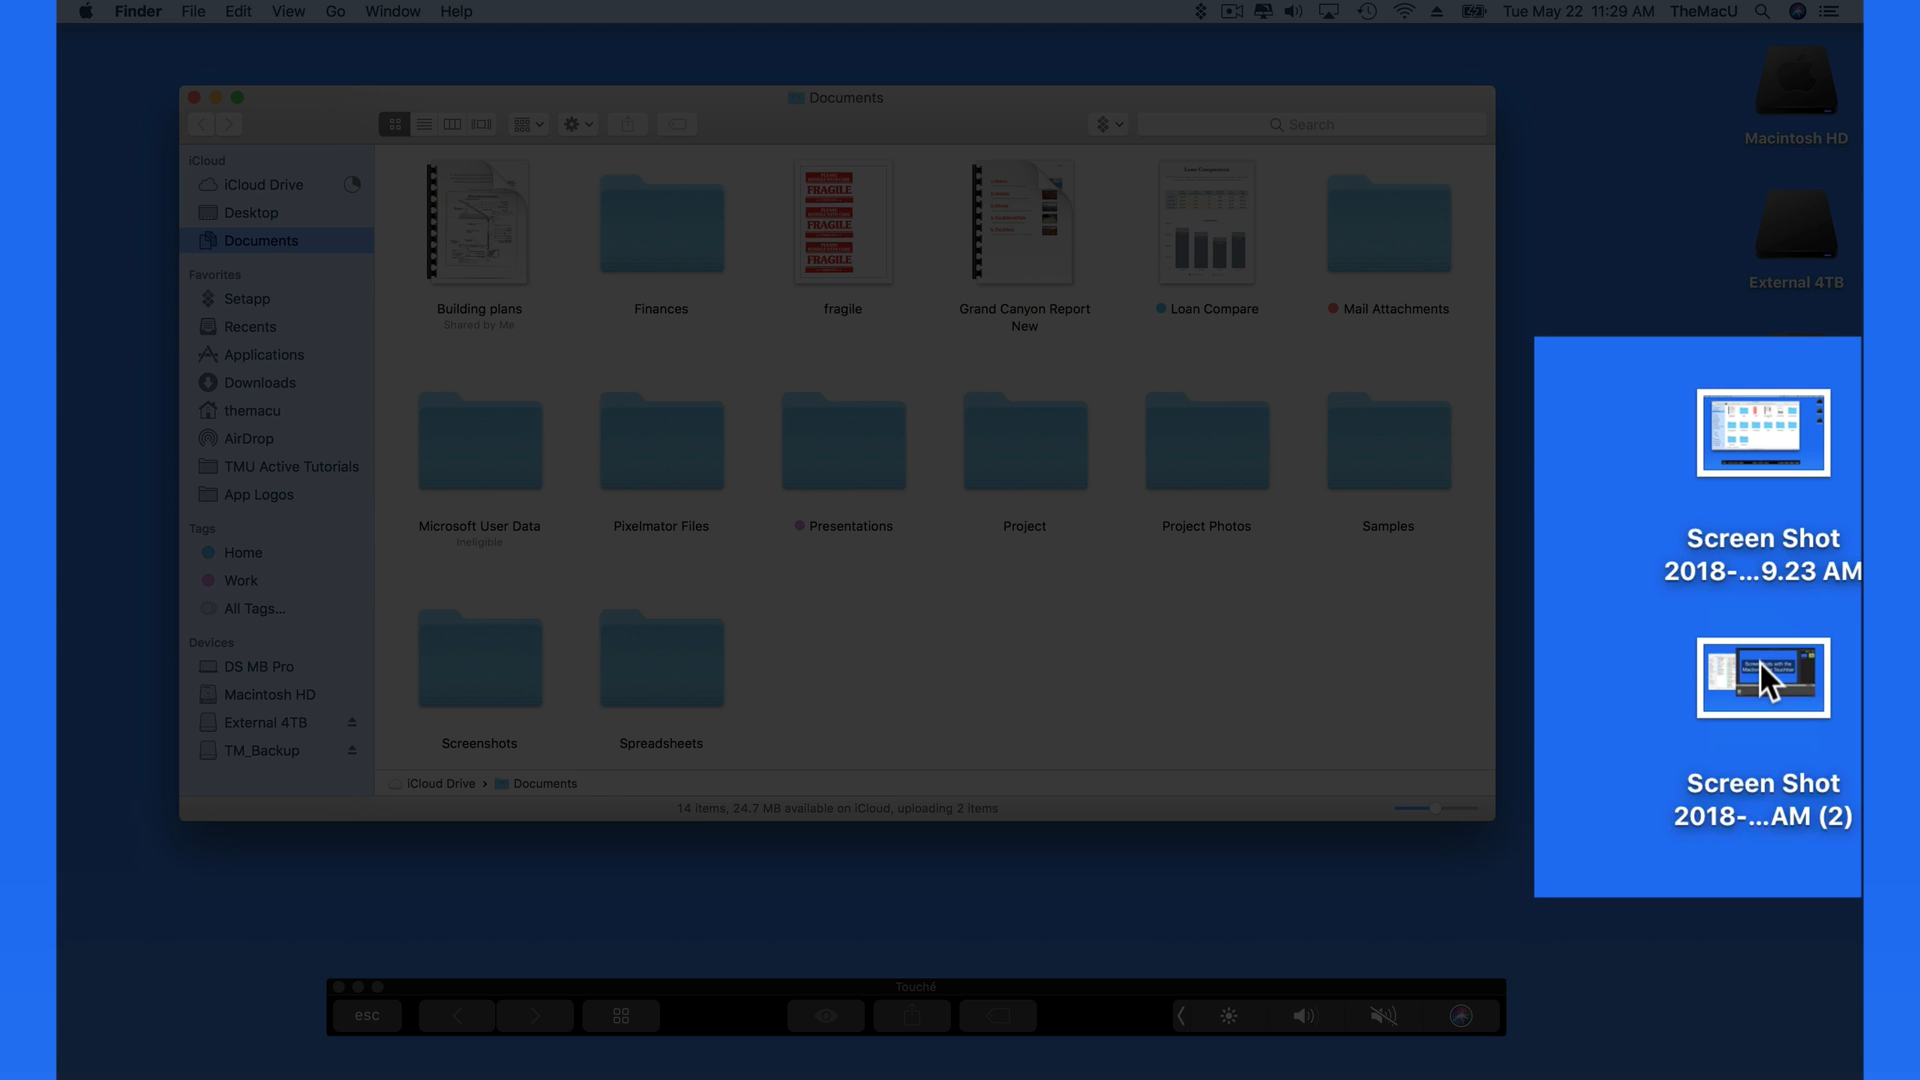 Finder File Edit View Go Window Help
Tue May 22 11:29 AM TheMacU
Documents
Search
Macintosh HD
External 4TB
iCloud
iCloud Drive
Desktop
Documents
Favorites
Setapp
Recents
Applications
Downloads
themacu
AirDrop
TMU Active Tutorials
App Logos
Tags
Home
Work
All Tags...
Devices
DS MB Pro
Macintosh HD
External 4TB
TM_Backup
FRAGILE
FRAGILE
FRAGILE
Loan Comparison
Building plans
Shared by Me
Finances
fragile
Grand Canyon Report
New
Loan Compare
Mail Attachments
Microsoft User Data
Ineligible
Pixelmator Files
Presentations
Project
Project Photos
Samples
Screenshots
Spreadsheets
iCloud Drive › Documents
14 items, 24.7 MB available on iCloud, uploading 2 items
Screen Shot
2018-...9.23 AM
Screen Shot
2018-...AM (2)
Touché
esc